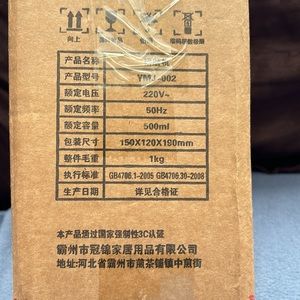 向上
产品名称
产品型号 YMJ-002
额定电压 220V~
额定频率 50Hz
额定容量 500ml
包装尺寸 150X120X190mm
整件毛重 1kg
执行标准 GB4706.1-2005 GB4706.30-2008
生产日期 详见合格证
本产品通过国家强制性3C认证
霸州市冠锦家居用品有限公司
地址:河北省霸州市煎茶铺镇中煎街